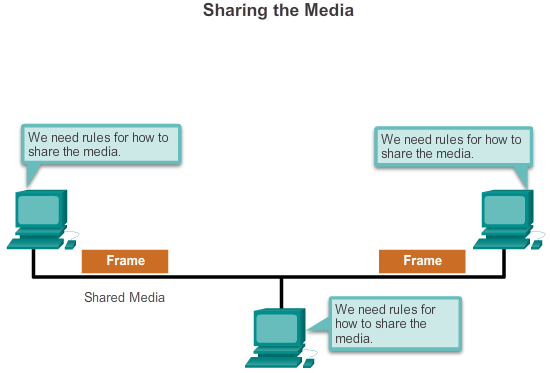 Sharing the Media
We need rules for how to
share the media.
We need rules for how to
share the media.
Frame
Frame
Shared Media
We need rules for
how to share the
media.